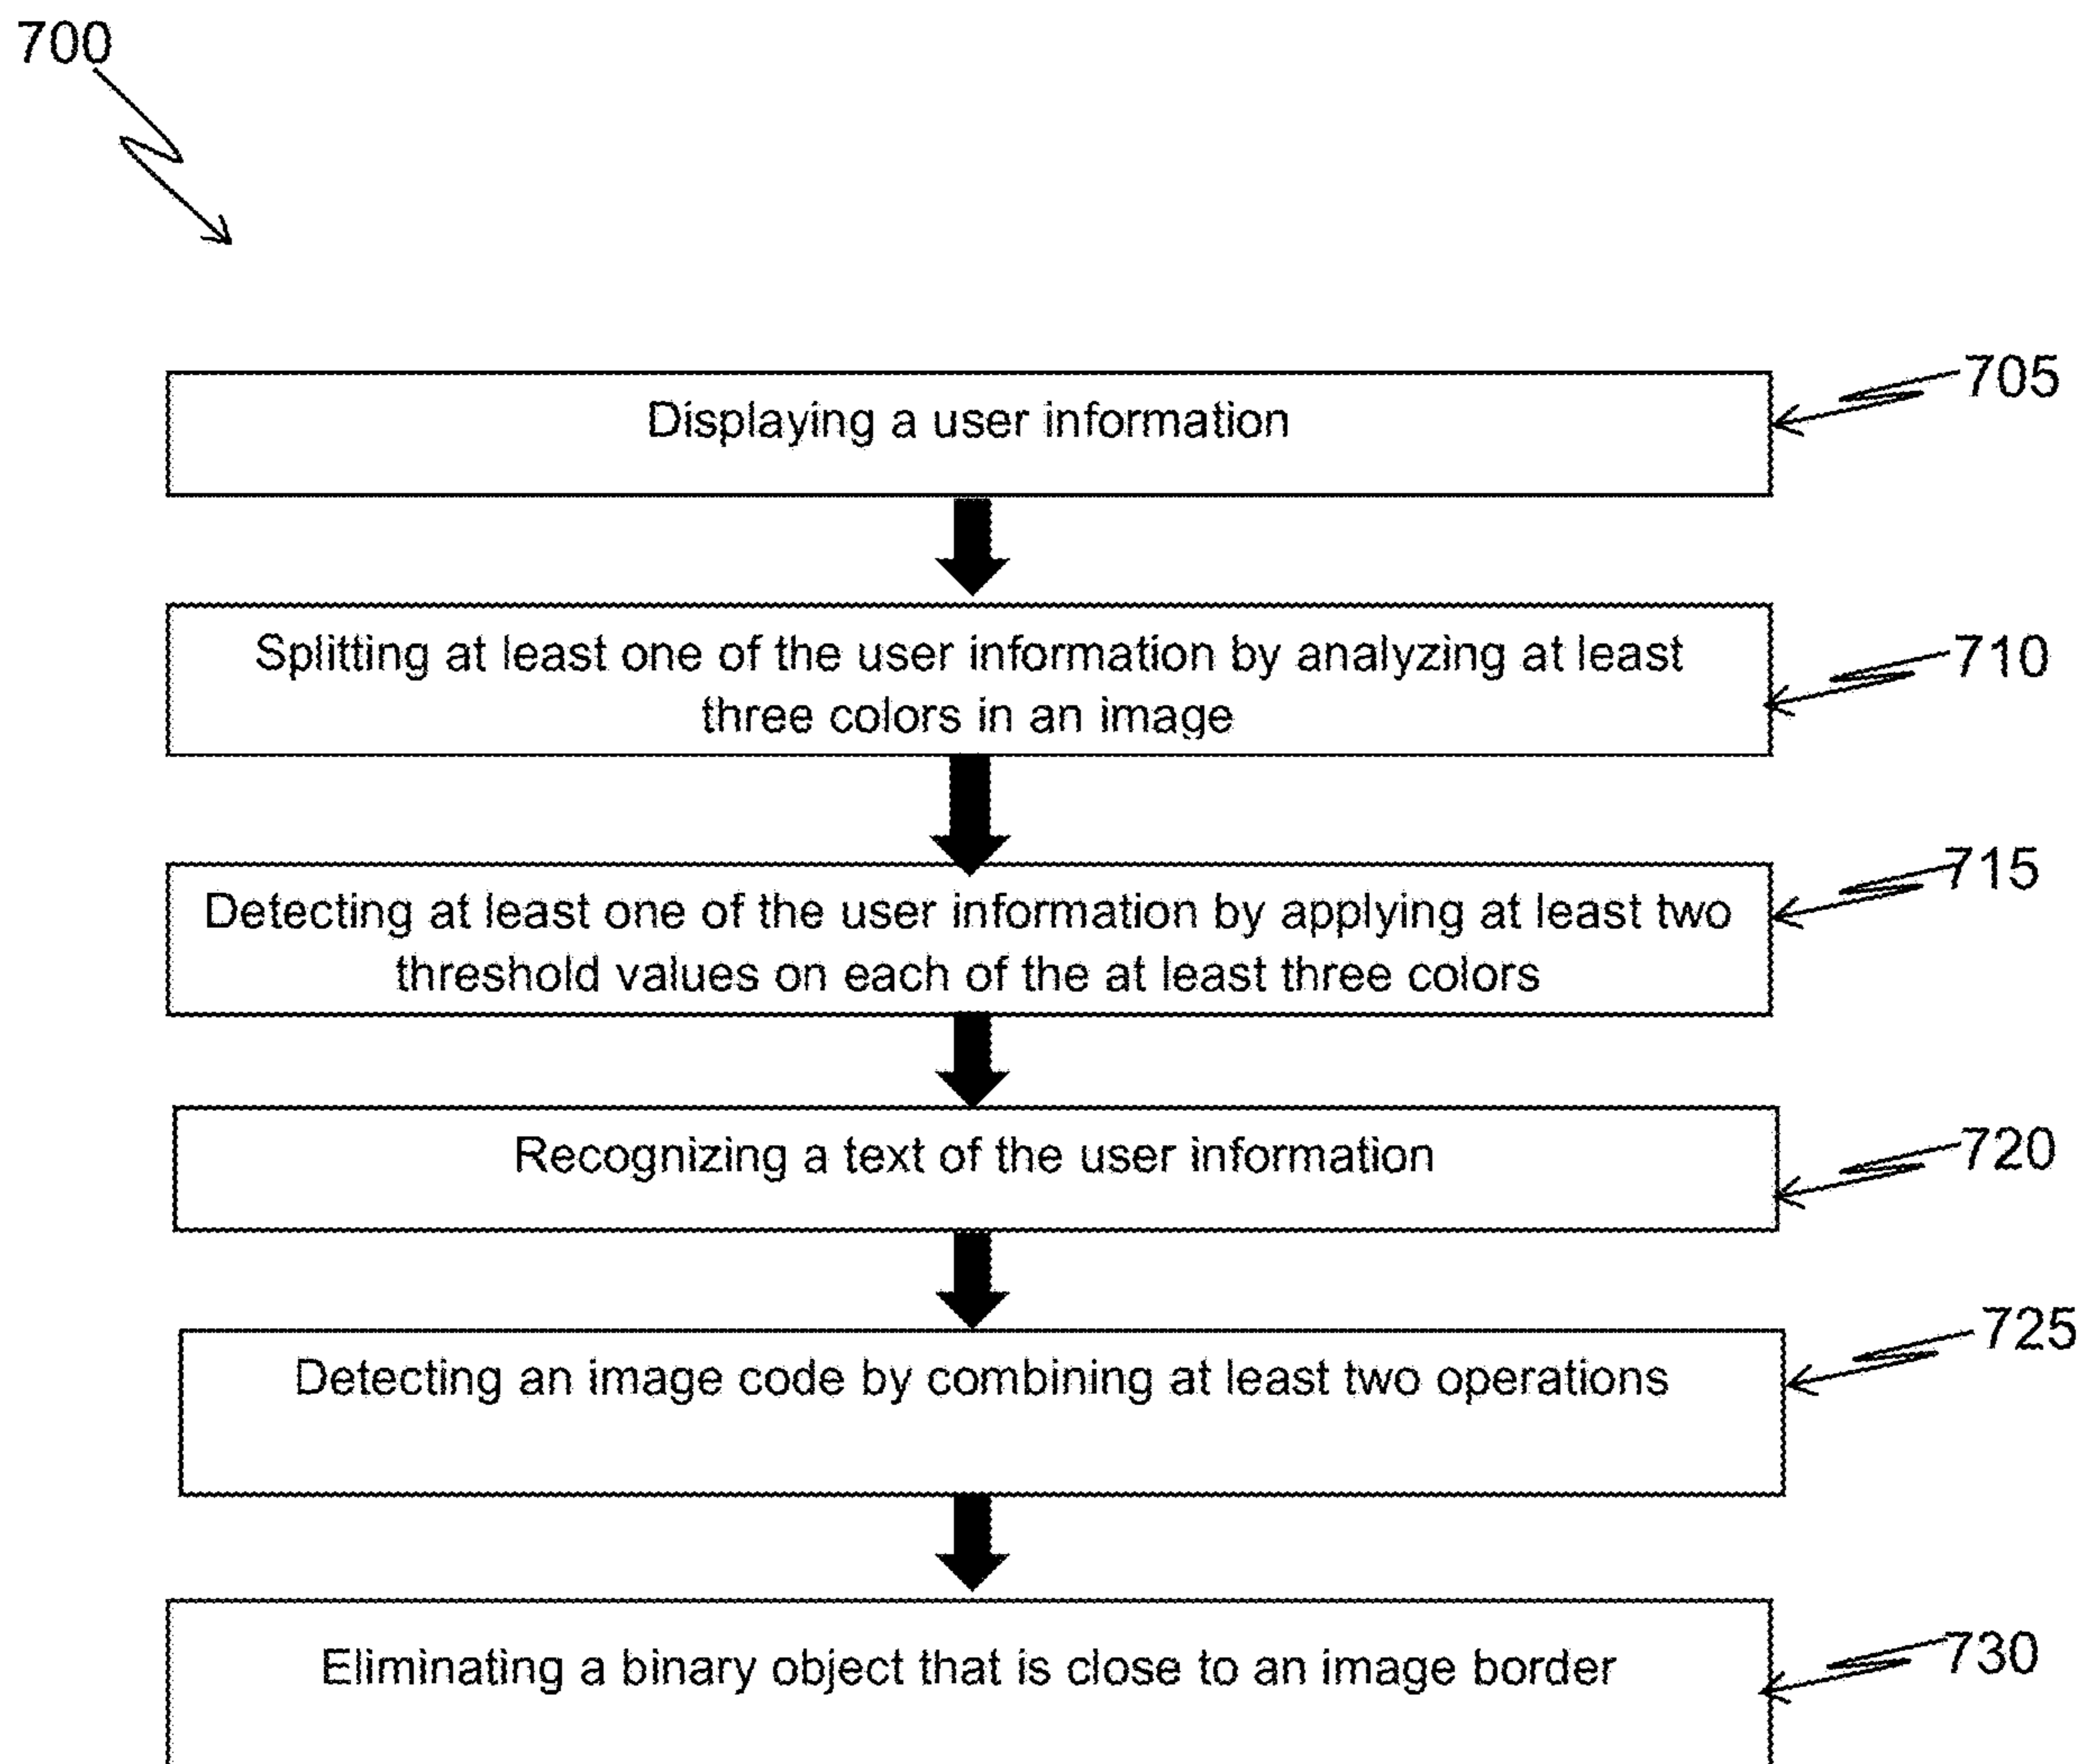 700
Displaying a user information
705
Splitting at least one of the user information by analyzing at least
three colors in an image
710
Detecting at least one of the user information by applying at least two
threshold values on each of the at least three colors
715
Recognizing a text of the user information
720
Detecting an image code by combining at least two operations
725
Eliminating a binary object that is close to an image border
730